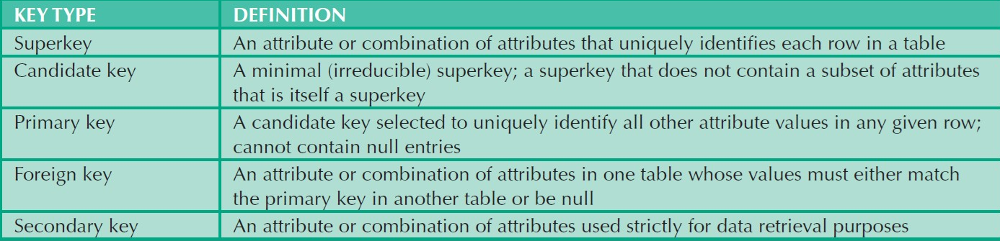 KEY TYPE DEFINITION
Superkey An attribute or combination of attributes that uniquely identifies each row in a table
Candidate key A minimal (irreducible) superkey; a superkey that does not contain a subset of attributes
that is itself a superkey
Primary key A candidate key selected to uniquely identify all other attribute values in any given row;
cannot contain null entries
Foreign key An attribute or combination of attributes in one table whose values must either match
the primary key in another table or be null
Secondary key An attribute or combination of attributes used strictly for data retrieval purposes